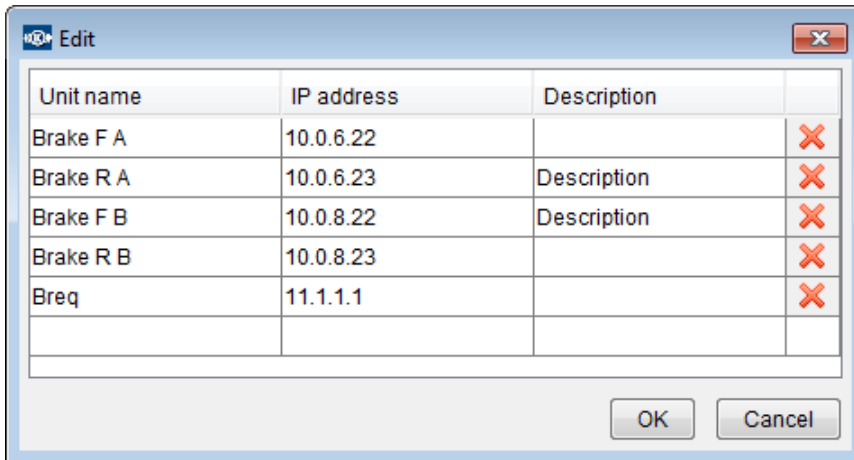 Edit
Unit name IP address Description
Brake F A 10.0.6.22
Brake R A 10.0.6.23 Description
Brake F B 10.0.8.22 Description
Brake R B 10.0.8.23
Breq 11.1.1.1
OK Cancel